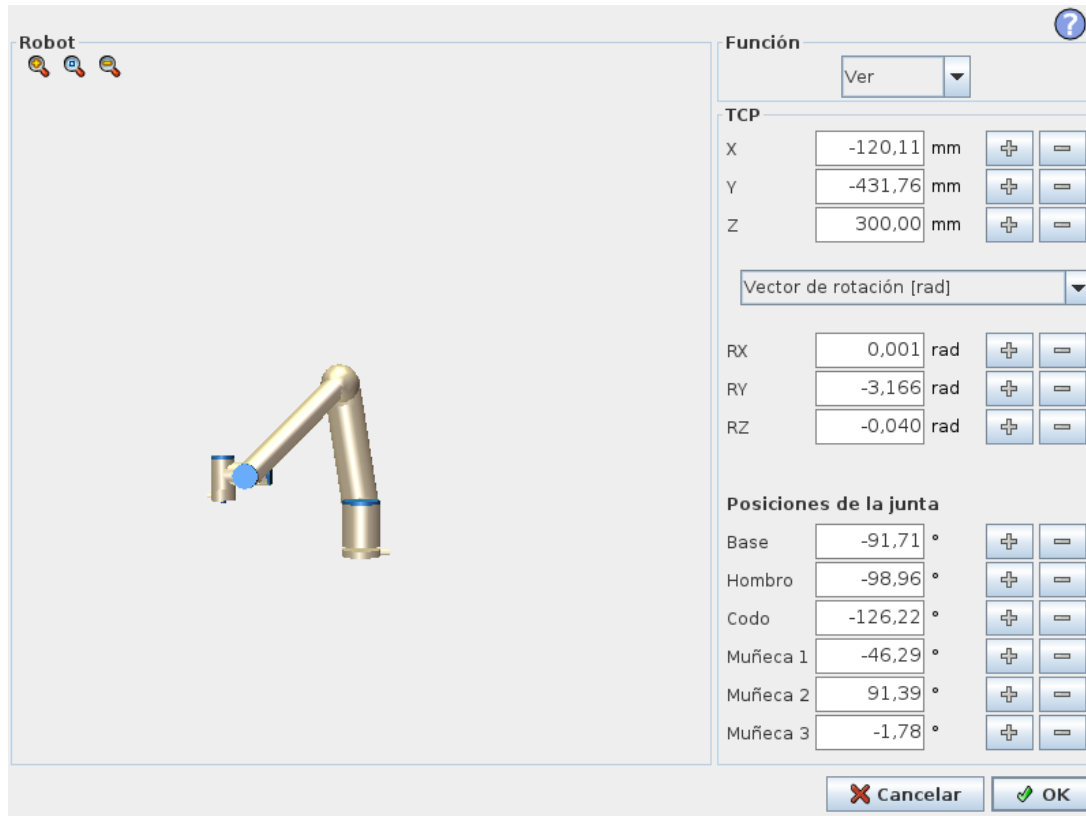 ?
Robot
Función
Ver
TCP
X -120,11 mm
Y -431,76 mm
Z 300,00 mm
Vector de rotación [rad]
RX 0,001 rad
RY -3,166 rad
RZ -0,040 rad
Posiciones de la junta
Base -91,71 °
Hombro -98,96 °
Codo -126,22 °
Muñeca 1 -46,29 °
Muñeca 2 91,39 °
Muñeca 3 -1,78 °
Cancelar OK